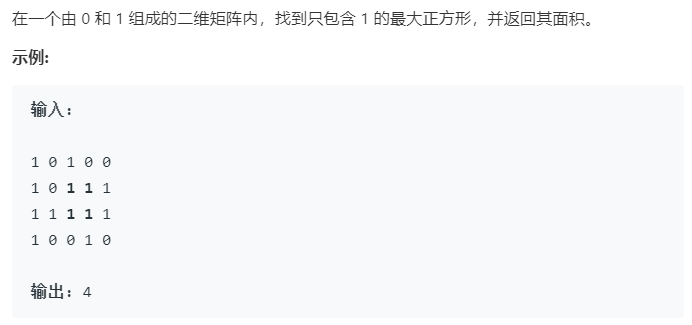 在一个由 0 和 1 组成的二维矩阵内，找到只包含 1 的最大正方形，并返回其面积。
示例:
输入:
1 0 1 0 0
1 0 1 1 1
1 1 1 1 1
1 0 0 1 0
输出: 4